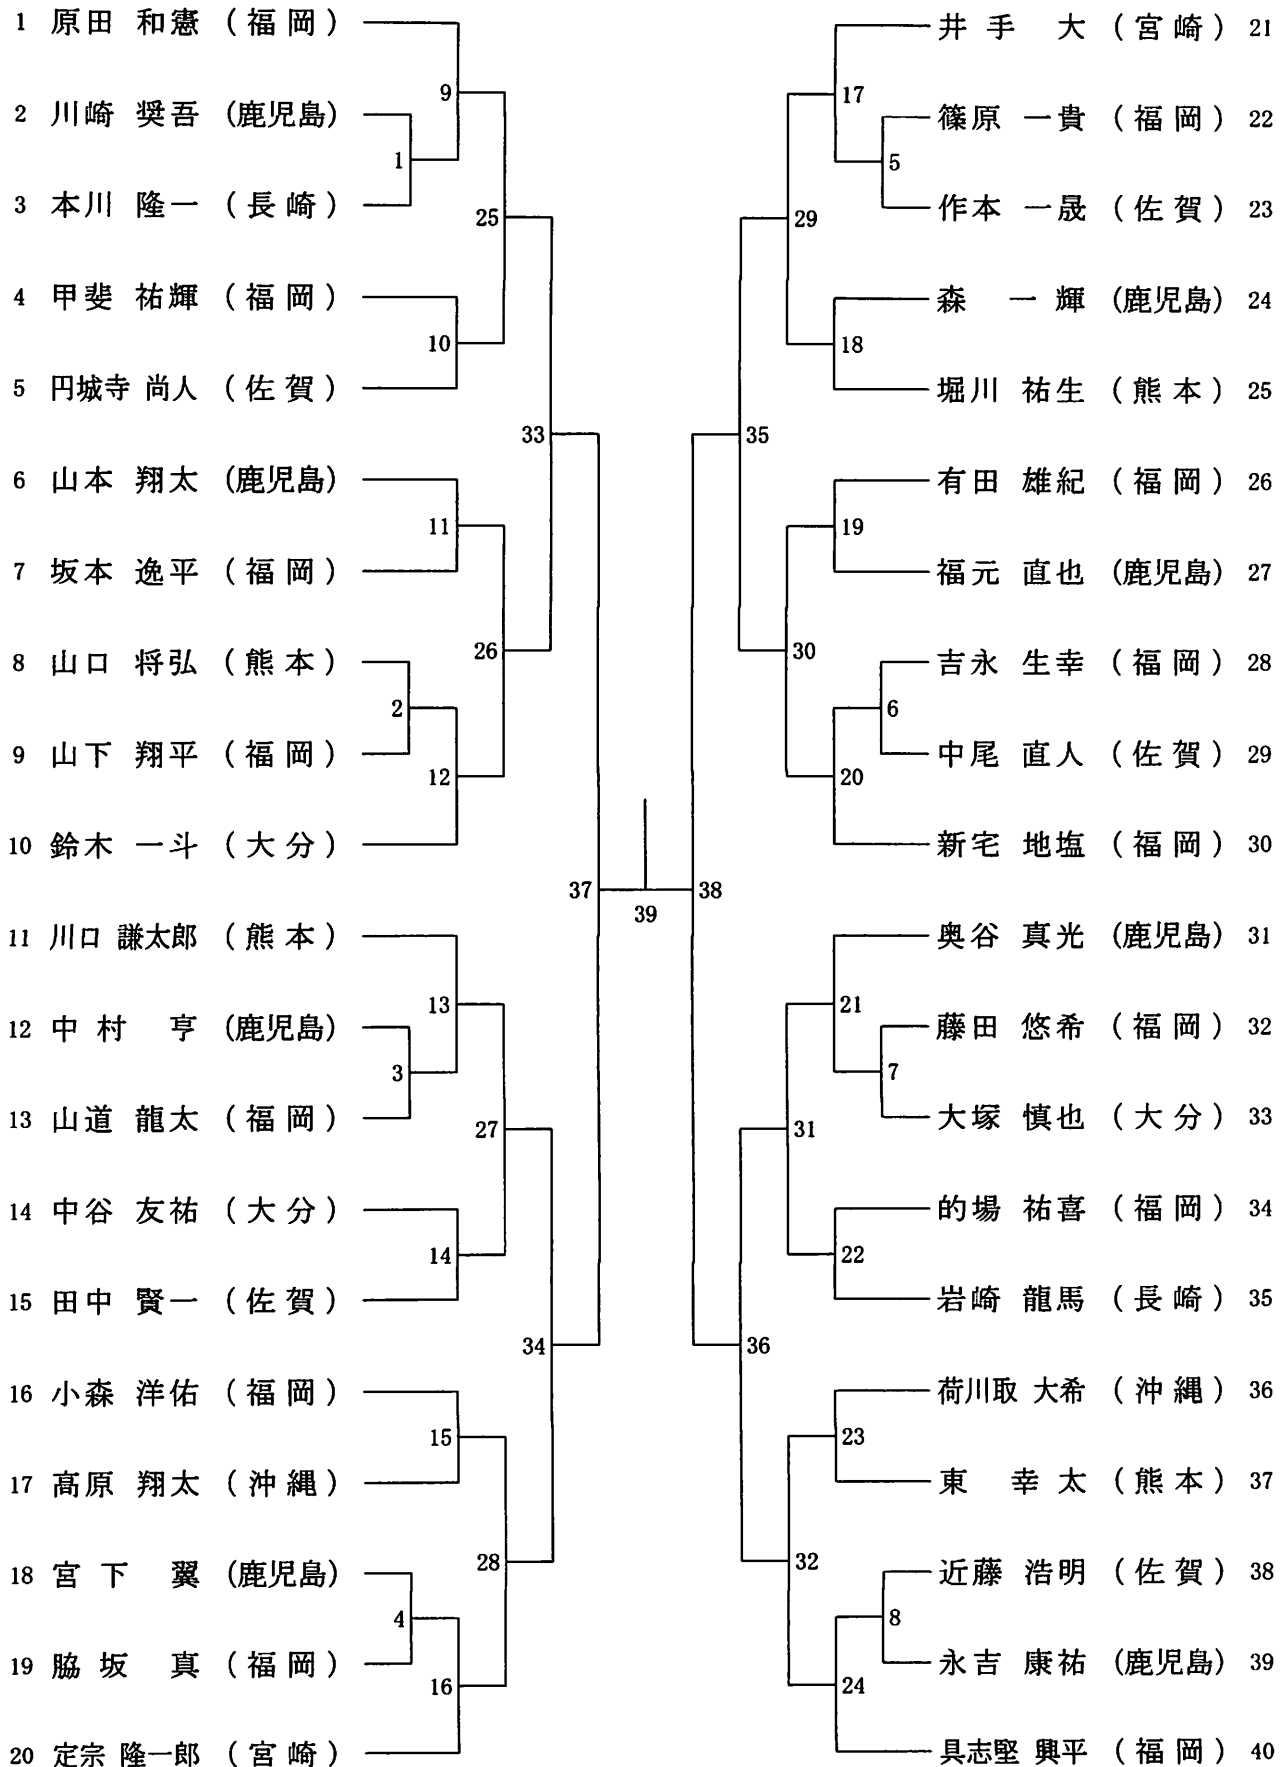 1 原田 和憲 (福岡)
2 川崎 奨吾 (鹿児島)
3 本川 隆一 (長崎)
4 甲斐 祐輝 (福岡)
5 円城寺 尚人 (佐賀)
6 山本 翔太 (鹿児島)
7 坂本 逸平 (福岡)
8 山口 将弘 (熊本)
9 山下 翔平 (福岡)
10 鈴木 一斗 (大分)
11 川口 謙太郎 (熊本)
12 中村 亨 (鹿児島)
13 山道 龍太 (福岡)
14 中谷 友祐 (大分)
15 田中 賢一 (佐賀)
16 小森 洋佑 (福岡)
17 高原 翔太 (沖縄)
18 宮下 翼 (鹿児島)
19 脇坂 真 (福岡)
20 定宗 隆一郎 (宮崎)
9
1
25
10
33
11
26
2
12
37
13
3
27
14
34
15
28
4
16
39
17
5
29
18
35
19
30
6
20
38
21
7
31
22
36
23
32
8
24
井手 大 (宮崎) 21
篠原 一貴 (福岡) 22
作本 一晟 (佐賀) 23
森 一輝 (鹿児島) 24
堀川 祐生 (熊本) 25
有田 雄紀 (福岡) 26
福元 直也 (鹿児島) 27
吉永 生幸 (福岡) 28
中尾 直人 (佐賀) 29
新宅 地塩 (福岡) 30
奥谷 真光 (鹿児島) 31
藤田 悠希 (福岡) 32
大塚 慎也 (大分) 33
的場 祐喜 (福岡) 34
岩崎 龍馬 (長崎) 35
荷川取 大希 (沖縄) 36
東 幸太 (熊本) 37
近藤 浩明 (佐賀) 38
永吉 康祐 (鹿児島) 39
具志堅 興平 (福岡) 40